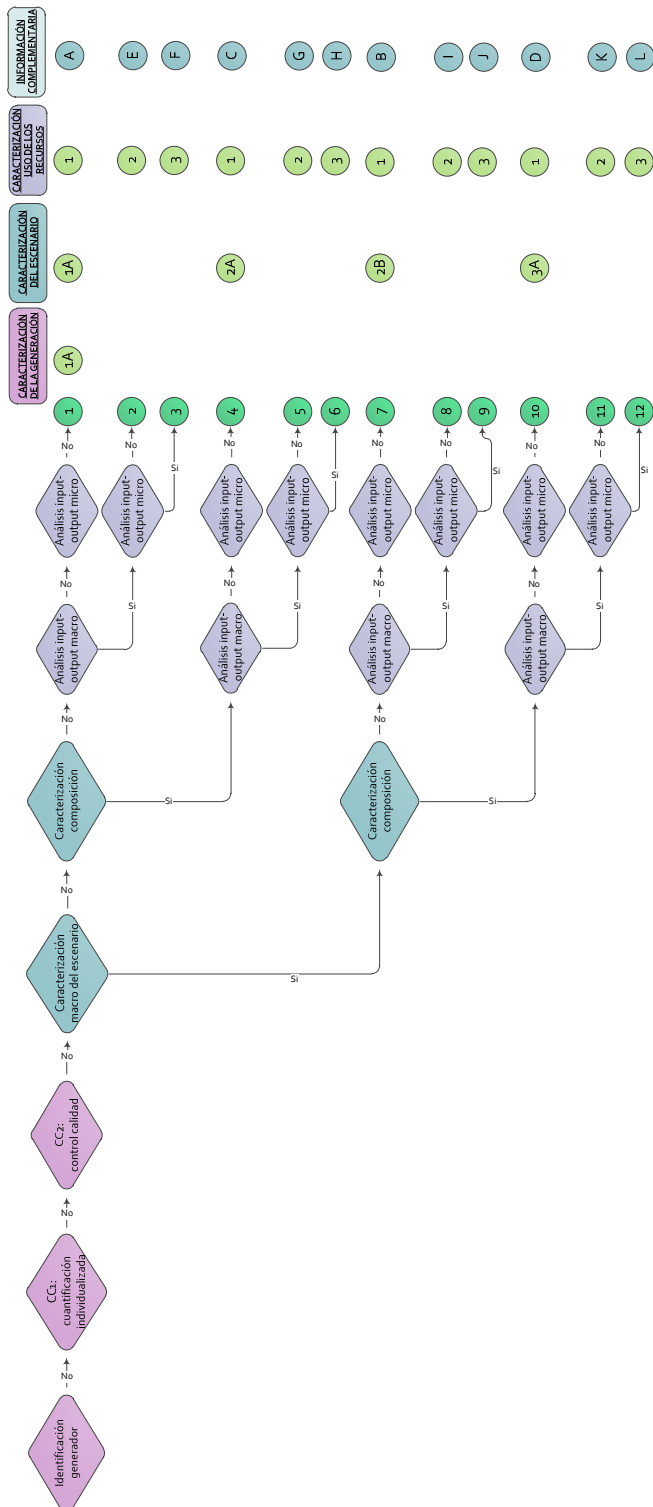 CARACTERIZACIÓN
DE LA GENERACIÓN
CARACTERIZACIÓN
DEL ESCENARIO
CARACTERIZACIÓN
USO DE LOS
RECURSOS
INFORMACIÓN
COMPLEMENTARIA
Identificación
generador
No
CC1:
cuantificación
individualizada
No
CC2:
control calidad
No
Caracterización
macro del escenario
No
Caracterización
composición
No
Análisis input-
output macro
No
Análisis input-
output micro
No
1
1A
1A
1
A
Si
Análisis input-
output micro
No
2
2
E
Si
3
3
F
Si
Análisis input-
output macro
No
Análisis input-
output micro
No
4
2A
1
C
Si
Análisis input-
output micro
No
5
2
G
Si
6
3
H
Si
Caracterización
composición
No
Análisis input-
output macro
No
Análisis input-
output micro
No
7
2B
1
B
Si
Análisis input-
output micro
No
8
2
I
Si
9
3
J
Si
Análisis input-
output macro
No
Análisis input-
output micro
No
10
3A
1
D
Si
Análisis input-
output micro
No
11
2
K
Si
12
3
L